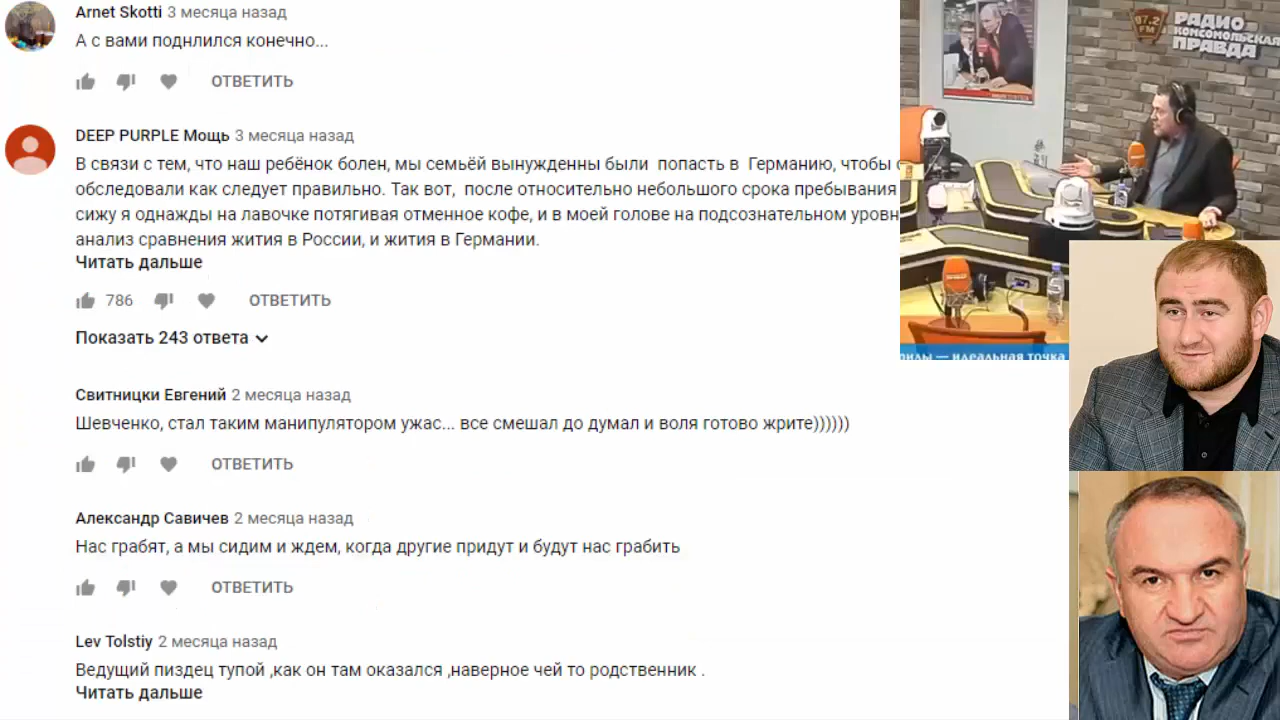 Arnet Skotti 3 месяца назад
А с вами поднлился конечно...
ОТВЕТИТЬ
DEEP PURPLE Мощь 3 месяца назад
В связи с тем, что наш ребёнок болен, мы семьёй вынужденны были попасть в Германию, чтобы
обследовали как следует правильно. Так вот, после относительно небольшого срока пребывания
сижу я однажды на лавочке потягивая отменное кофе, и в моей голове на подсознательном уровн
анализ сравнения жития в России, и жития в Германии.
Читать дальше
786 ОТВЕТИТЬ
Показать 243 ответа
Свитницки Евгений 2 месяца назад
Шевченко, стал таким манипулятором ужас... все смешал до думал и воля готово жрите))))))
ОТВЕТИТЬ
Александр Савичев 2 месяца назад
Нас грабят, а мы сидим и ждем, когда другие придут и будут нас грабить
ОТВЕТИТЬ
Lev Tolstiy 2 месяца назад
Ведущий пиздец тупой ,как он там оказался ,наверное чей то родственник .
Читать дальше
97.2 FM
РАДИО
КОМСОМОЛЬСКАЯ
ПРАВДА
— идеальная точка